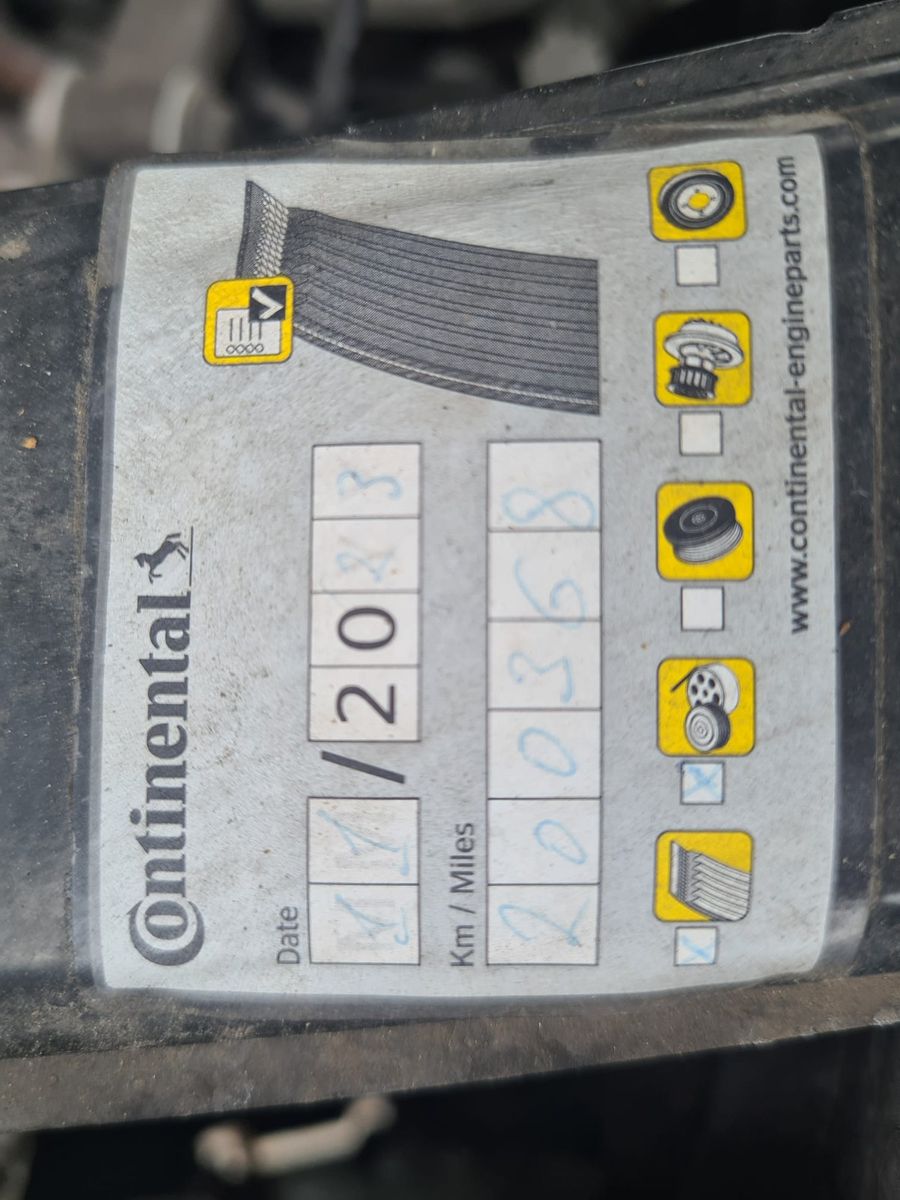 Continental
Date
11/2023
Km / Miles
200368
X X
www.continental-engineparts.com